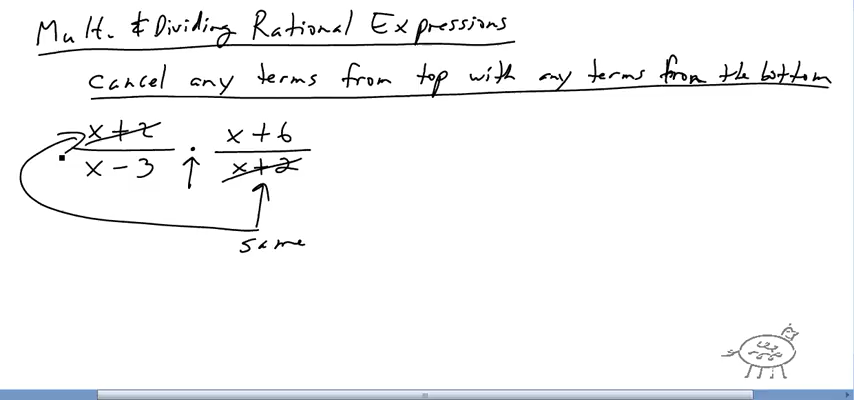 Mult. & Dividing Rational Expressions
Cancel any terms from top with any terms from the bottom
x+2 x+6
x-3 · x+2
same